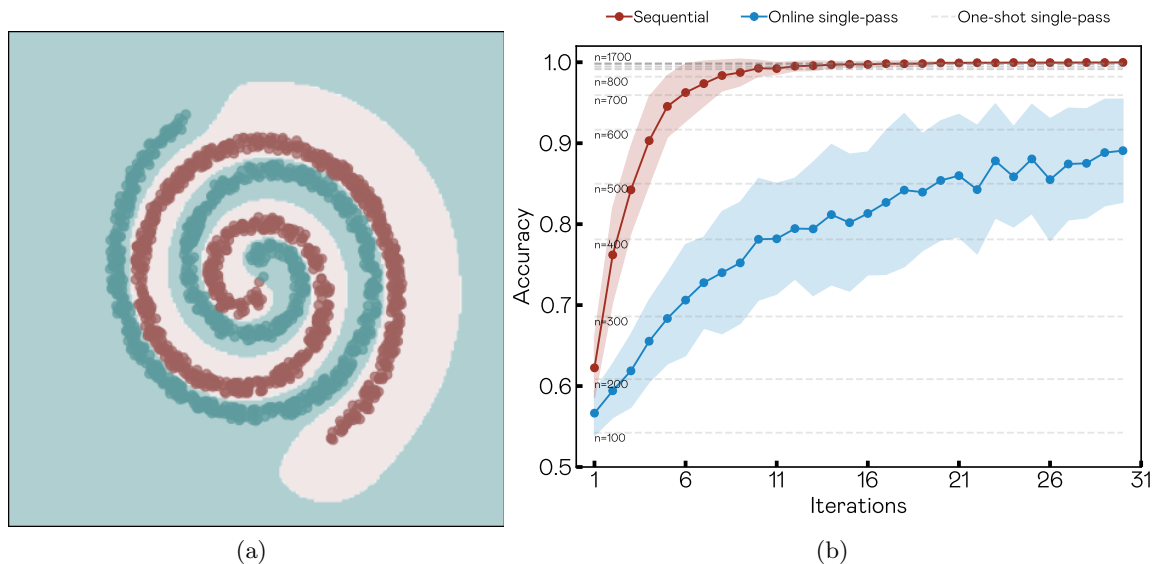 Sequential
Online single-pass
One-shot single-pass
Accuracy
1.0
0.9
0.8
0.7
0.6
0.5
n=1700
n=800
n=700
n=600
n=500
n=400
n=300
n=200
n=100
1 6 11 16 21 26 31
Iterations
(a)
(b)